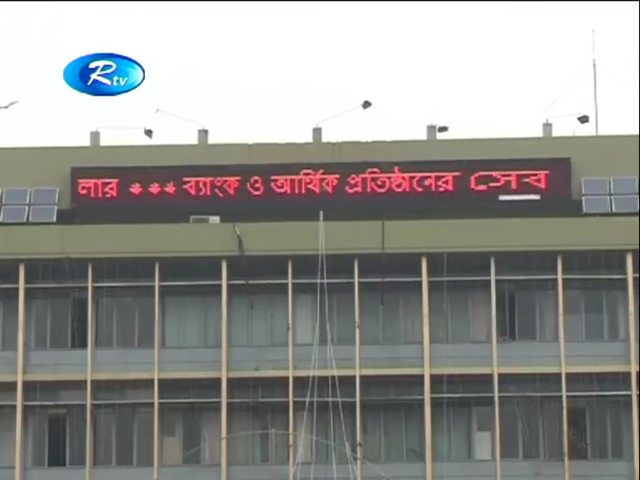 Rtv
লার *** ব্যাংক ও আর্থিক প্রতিষ্ঠানের সেব